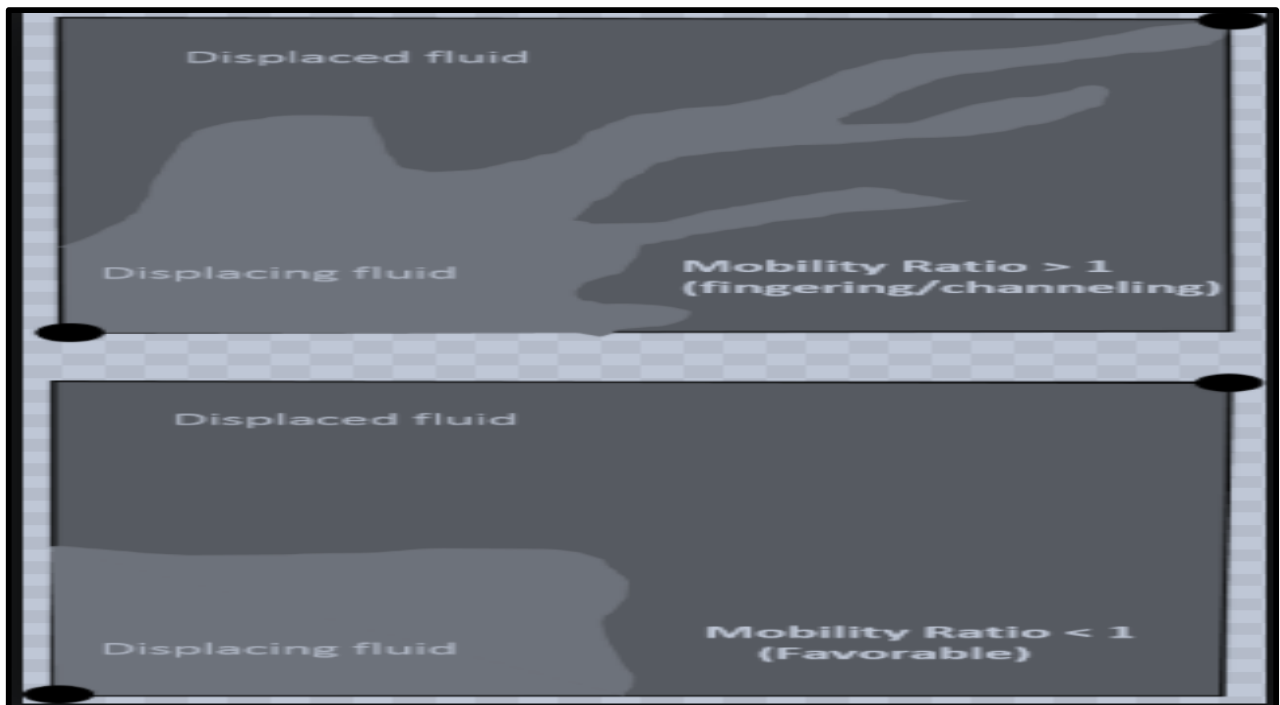 Displaced fluid
Displacing fluid
Mobility Ratio > 1
(fingering/channeling)
Displaced fluid
Displacing fluid
Mobility Ratio < 1
(Favorable)